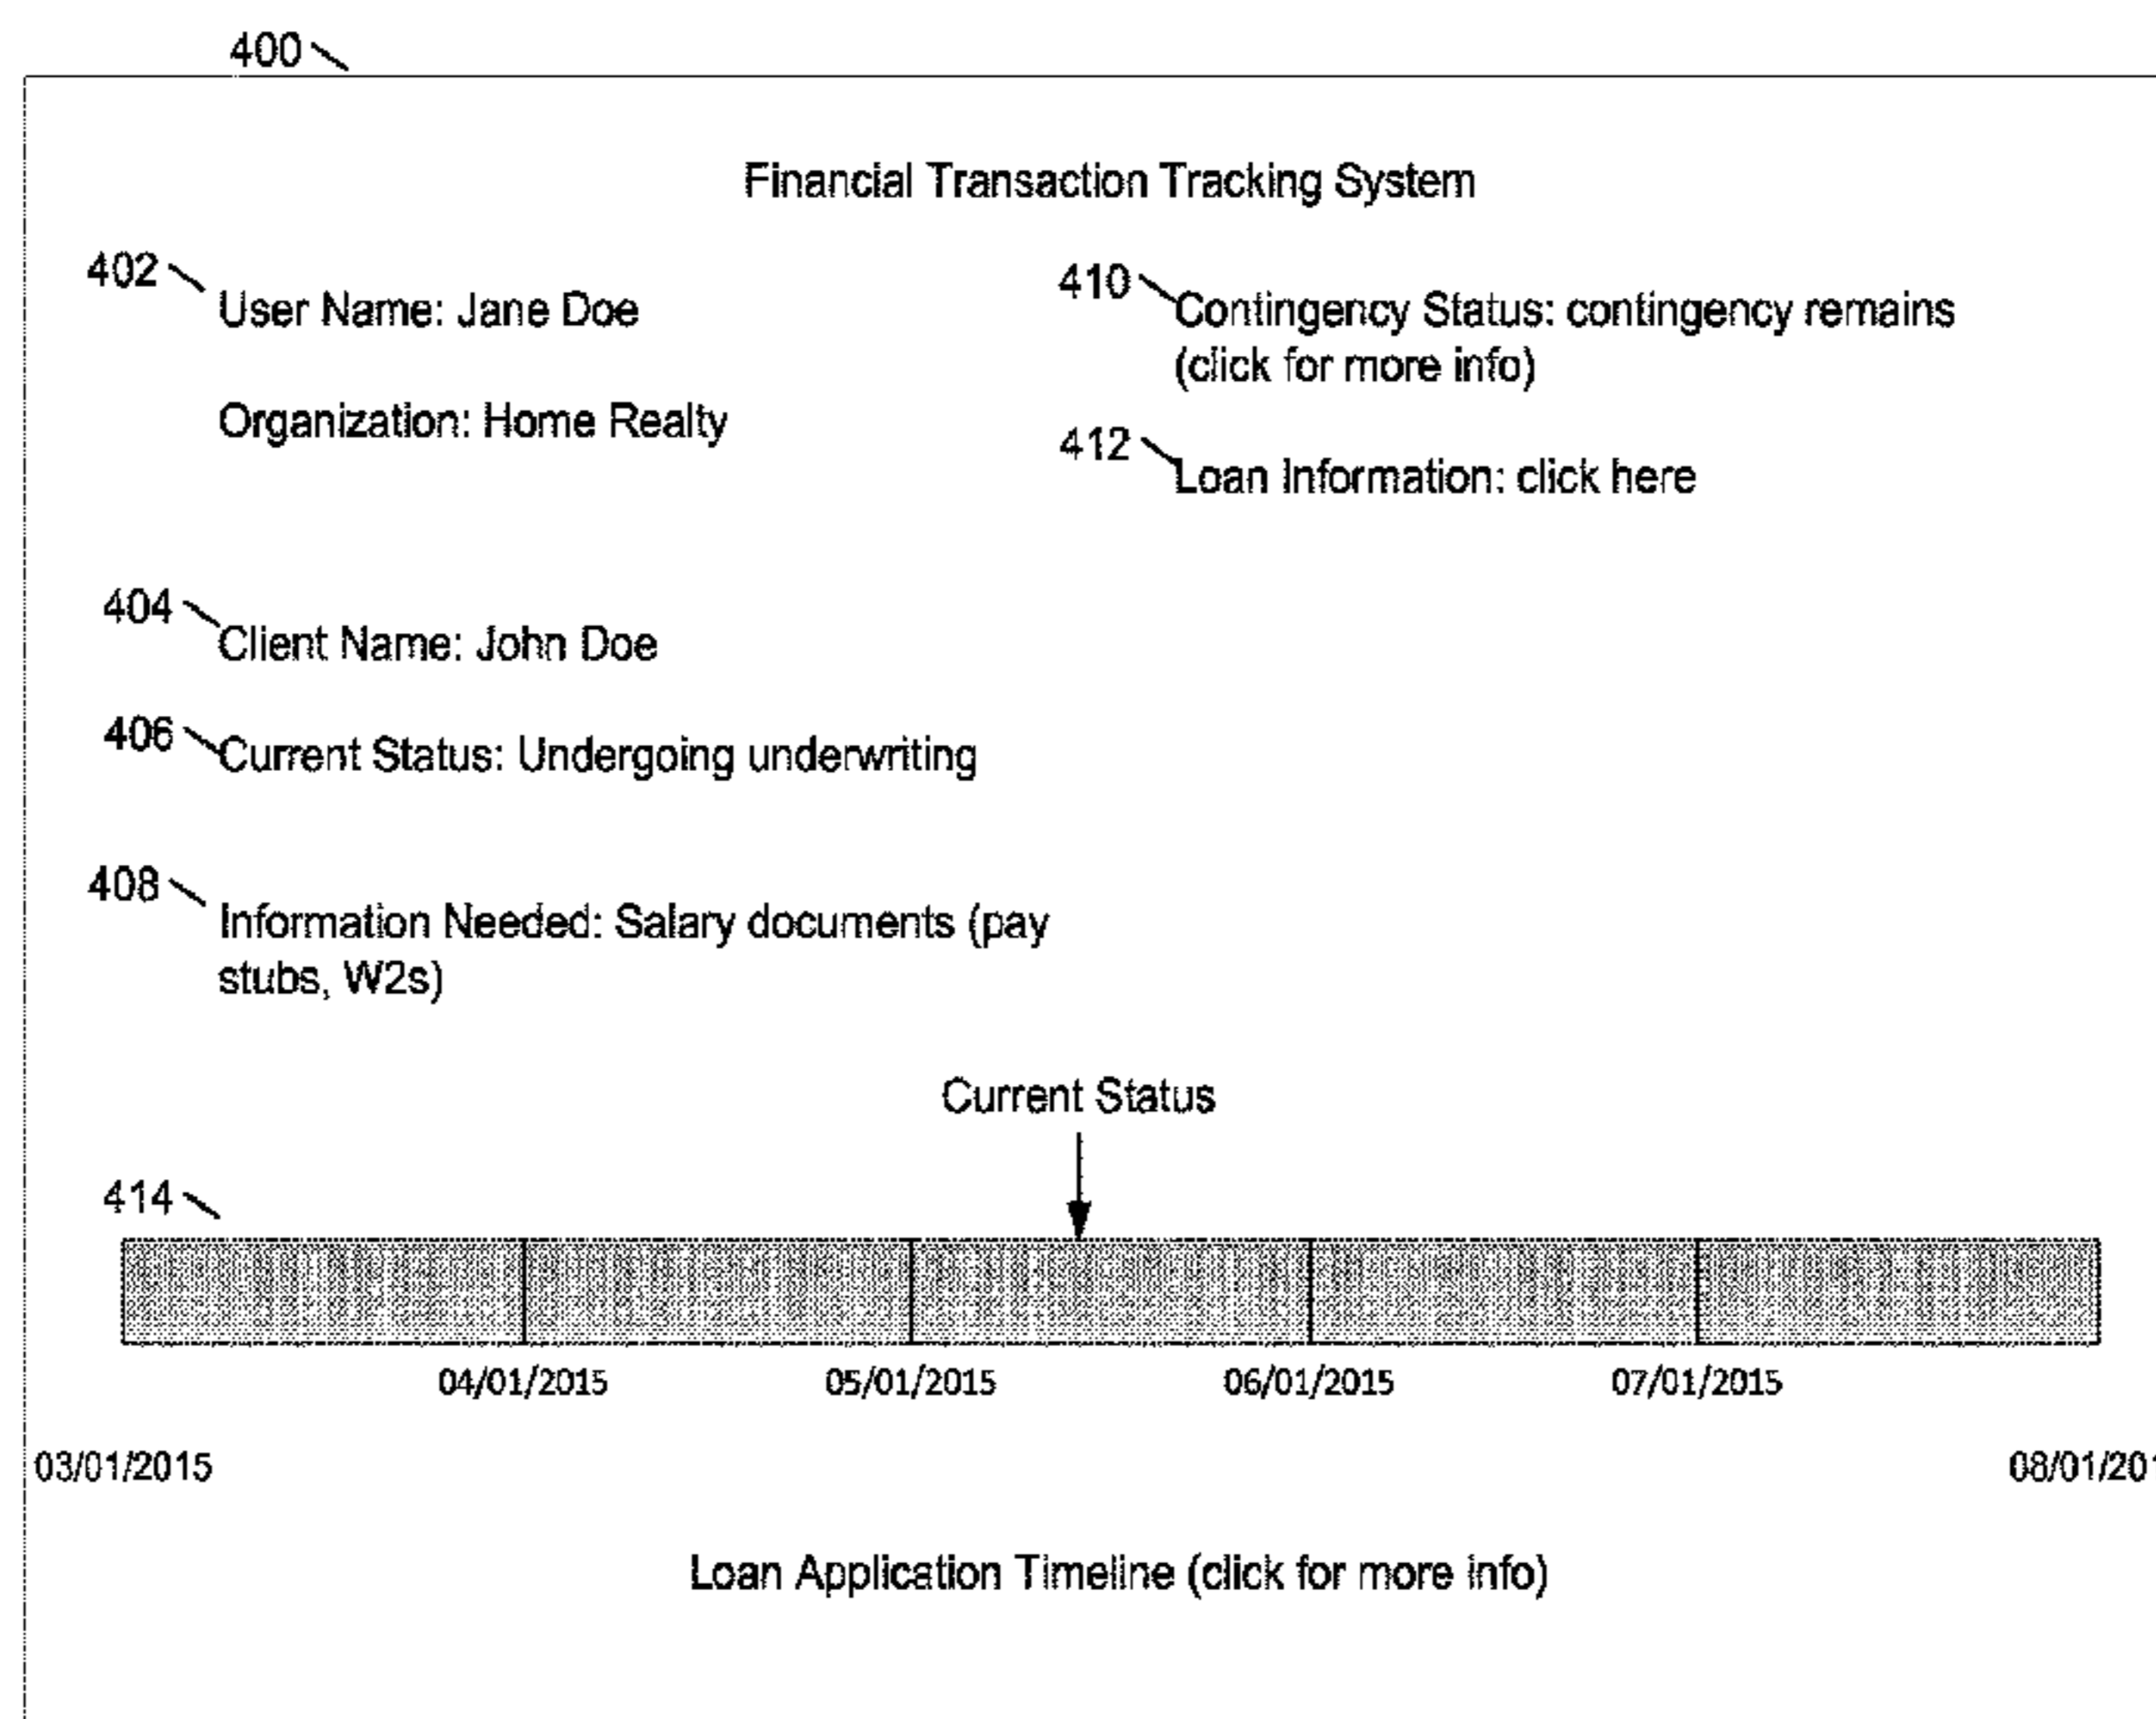 400
Financial Transaction Tracking System
402
User Name: Jane Doe
Organization: Home Realty
410
Contingency Status: contingency remains
(click for more info)
412
Loan Information: click here
404
Client Name: John Doe
406
Current Status: Undergoing underwriting
408
Information Needed: Salary documents (pay
stubs, W2s)
Current Status
414
04/01/2015 05/01/2015 06/01/2015 07/01/2015
03/01/2015 08/01/201
Loan Application Timeline (click for more info)